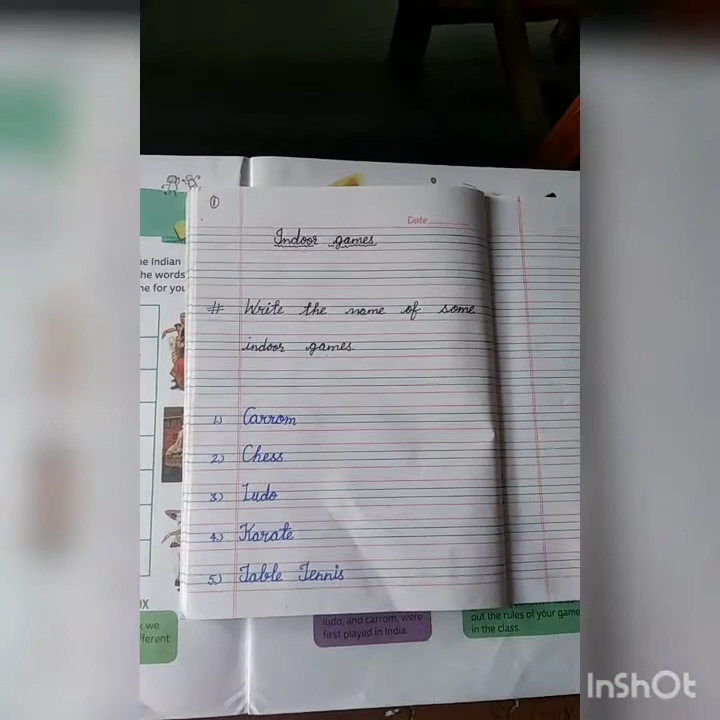 ①
Date
Indoor games
# Write the name of some
indoor games.
1.) Carrom
2.) Chess
3.) Ludo
4.) Karate
5.) Table Tennis
e Indian
he words
e for you
OX
we
fferent
ludo, and carrom, were
first played in India.
out the rules of your game
in the class.
InShOt